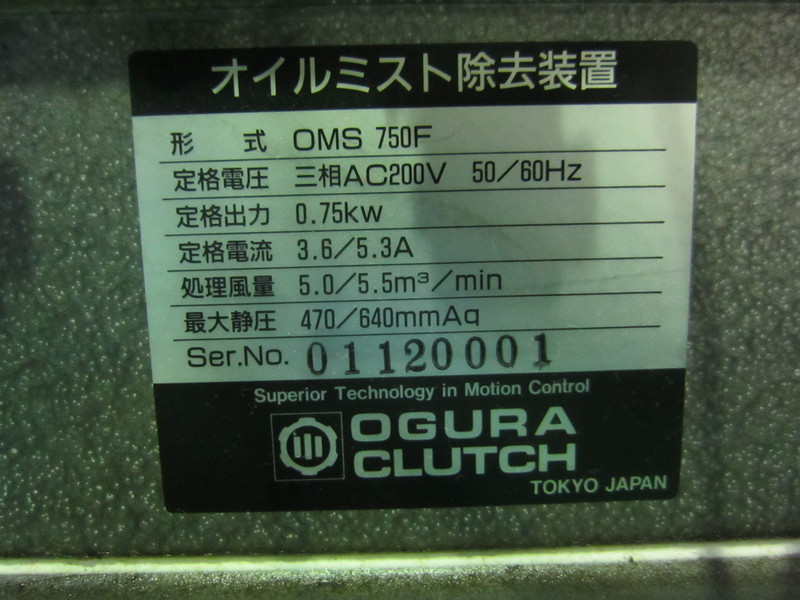 オイルミスト除去装置
形 式 OMS 750F
定格電圧 三相AC200V 50/60Hz
定格出力 0.75kw
定格電流 3.6/5.3A
処理風量 5.0/5.5m³/min
最大静圧 470/640mmAq
Ser.No. 01120001
Superior Technology in Motion Control
OGURA
CLUTCH
TOKYO JAPAN